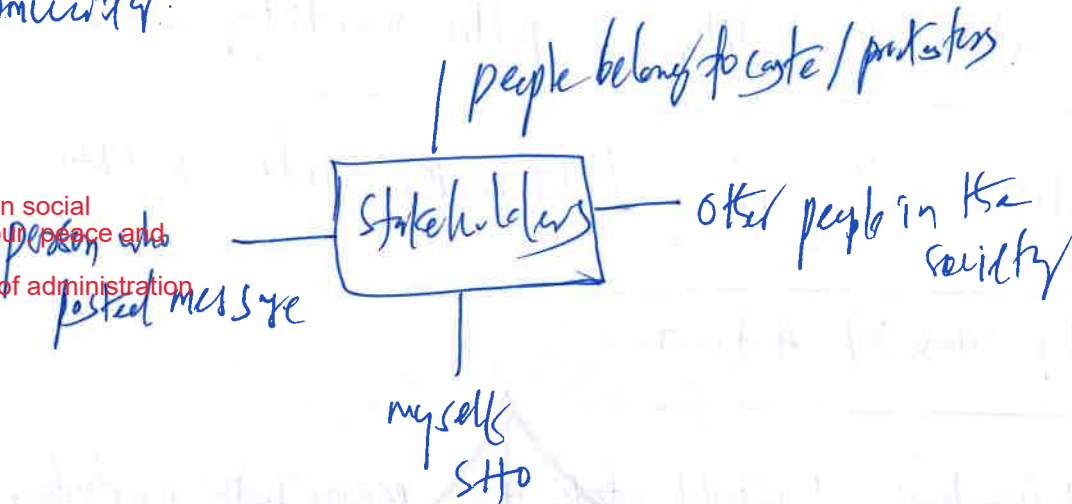 people belong to caste / protestors.
Stakeholders
other people in the
society
n social
our peace and
person who
of administration
posted message
myself
SHO